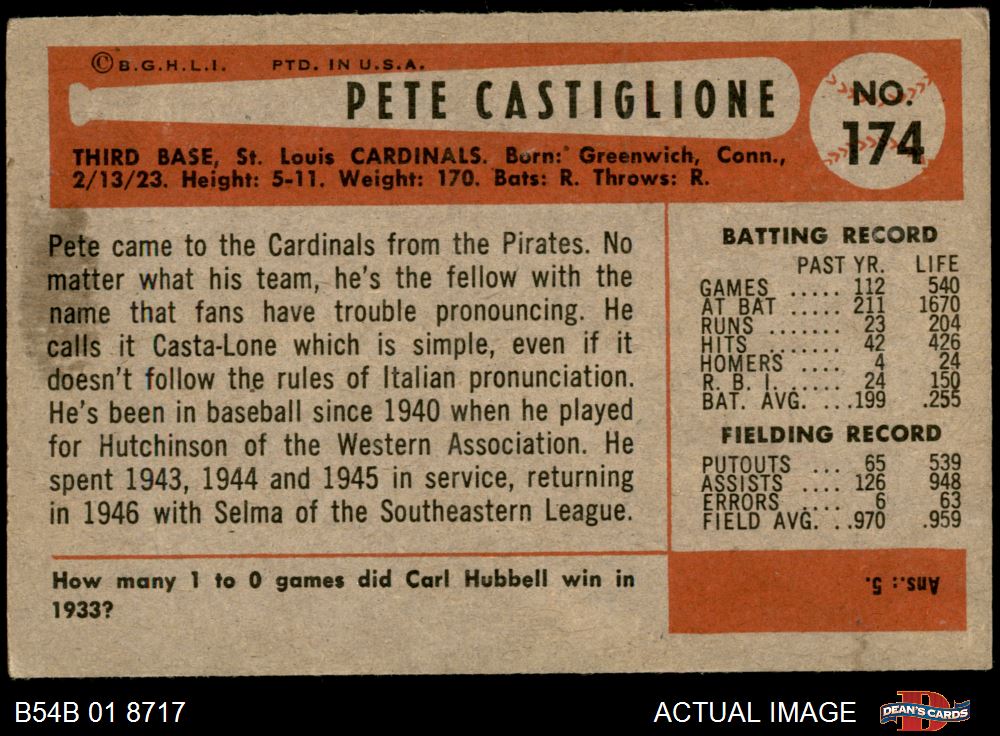 ©B.G.H.L.I. PTD. IN U.S.A.
PETE CASTIGLIONE
NO.
174
THIRD BASE, St. Louis CARDINALS. Born: Greenwich, Conn.,
2/13/23. Height: 5-11. Weight: 170. Bats: R. Throws: R.
Pete came to the Cardinals from the Pirates. No
matter what his team, he's the fellow with the
name that fans have trouble pronouncing. He
calls it Casta-Lone which is simple, even if it
doesn't follow the rules of Italian pronunciation.
He's been in baseball since 1940 when he played
for Hutchinson of the Western Association. He
spent 1943, 1944 and 1945 in service, returning
in 1946 with Selma of the Southeastern League.
How many 1 to 0 games did Carl Hubbell win in
1933?
BATTING RECORD
PAST YR. LIFE
GAMES ..... 112 540
AT BAT ..... 211 1670
RUNS ....... 23 204
HITS ....... 42 426
HOMERS .... 4 24
R. B. I. ...... 24 150
BAT. AVG. ...199 .255
FIELDING RECORD
PUTOUTS ... 65 539
ASSISTS .... 126 948
ERRORS ..... 6 63
FIELD AVG. ..970 .959
Ans.: 5.
B54B 01 8717
ACTUAL IMAGE
D
DEAN'S CARDS